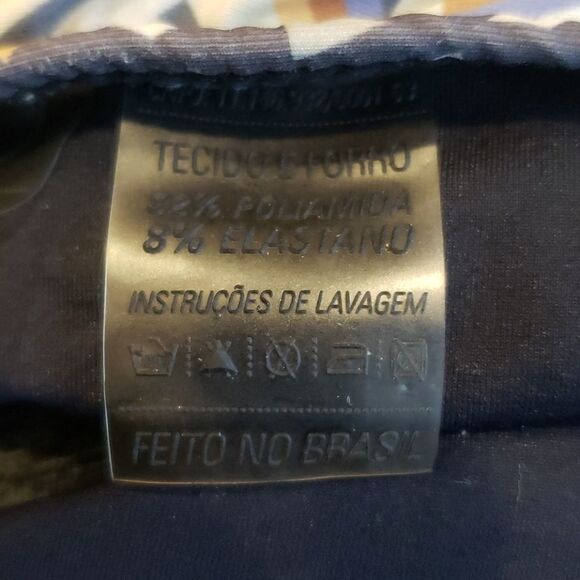 TECIDO E FORRO
92% POLIAMIDA
8% ELASTANO
INSTRUÇÕES DE LAVAGEM
FEITO NO BRASIL